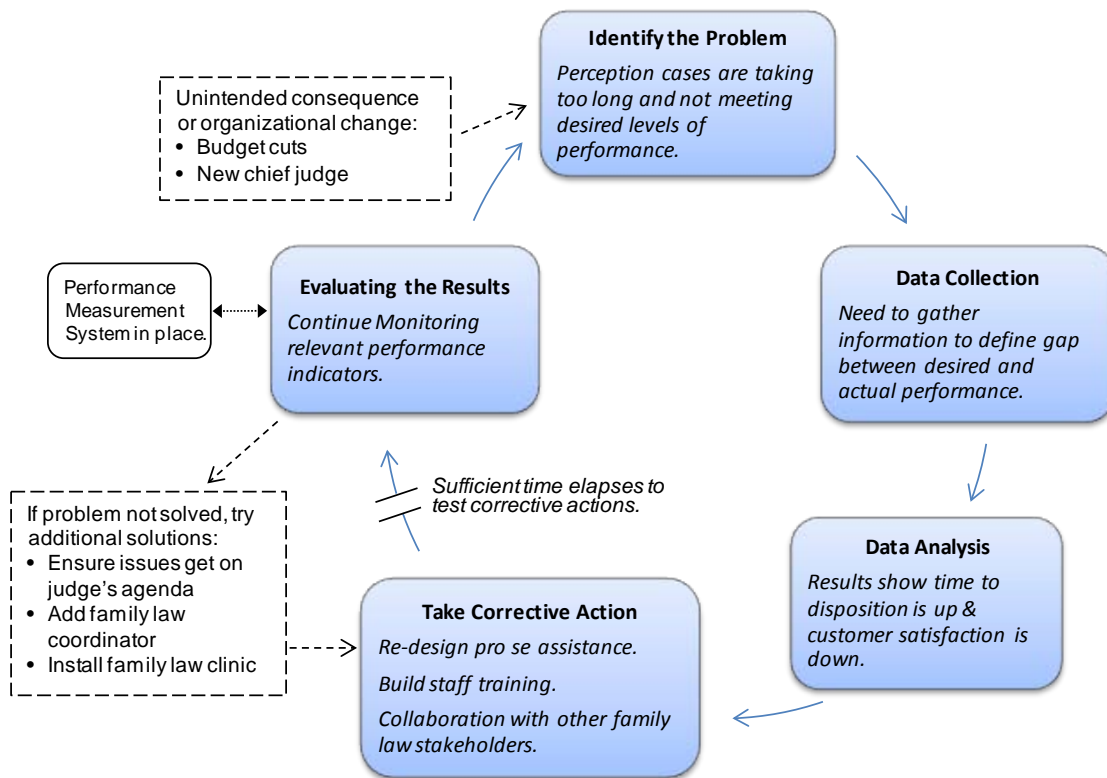 Identify the Problem
Perception cases are taking
too long and not meeting
desired levels of
performance.
Unintended consequence
or organizational change:
• Budget cuts
• New chief judge
Data Collection
Need to gather
information to define gap
between desired and
actual performance.
Evaluating the Results
Continue Monitoring
relevant performance
indicators.
Performance
Measurement
System in place.
Sufficient time elapses to
test corrective actions.
If problem not solved, try
additional solutions:
• Ensure issues get on
judge’s agenda
• Add family law
coordinator
• Install family law clinic
Data Analysis
Results show time to
disposition is up &
customer satisfaction is
down.
Take Corrective Action
Re-design pro se assistance.
Build staff training.
Collaboration with other family
law stakeholders.